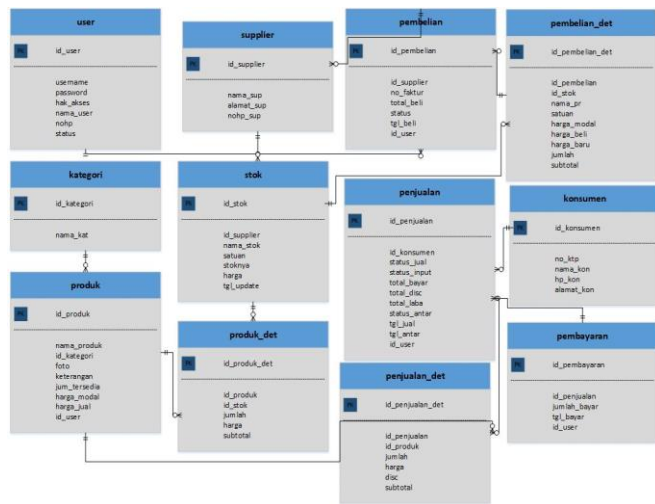 user
PK
id_user
username
password
hak_akses
nama_user
nohp
status
supplier
PK
id_supplier
nama_sup
alamat_sup
nohp_sup
pembelian
PK
id_pembelian
id_supplier
no_faktur
total_beli
status
tgl_beli
id_user
pembelian_det
PK
id_pembelian_det
id_pembelian
id_stok
nama_pr
satuan
harga_modal
harga_beli
harga_baru
jumlah
subtotal
kategori
PK
id_kategori
nama_kat
stok
PK
id_stok
id_supplier
nama_stok
satuan
stoknya
harga
tgl_update
penjualan
PK
id_penjualan
id_konsumen
status_jual
status_input
total_bayar
total_disc
total_laba
status_antar
tgl_jual
tgl_antar
id_user
konsumen
PK
id_konsumen
no_ktp
nama_kon
hp_kon
alamat_kon
produk
PK
id_produk
nama_produk
id_kategori
foto
keterangan
jum_tersedia
harga_modal
harga_jual
id_user
produk_det
PK
id_produk_det
id_produk
id_stok
jumlah
harga
subtotal
penjualan_det
PK
id_penjualan_det
id_penjualan
id_produk
jumlah
harga
disc
subtotal
pembayaran
PK
id_pembayaran
id_penjualan
jumlah_bayar
tgl_bayar
id_user